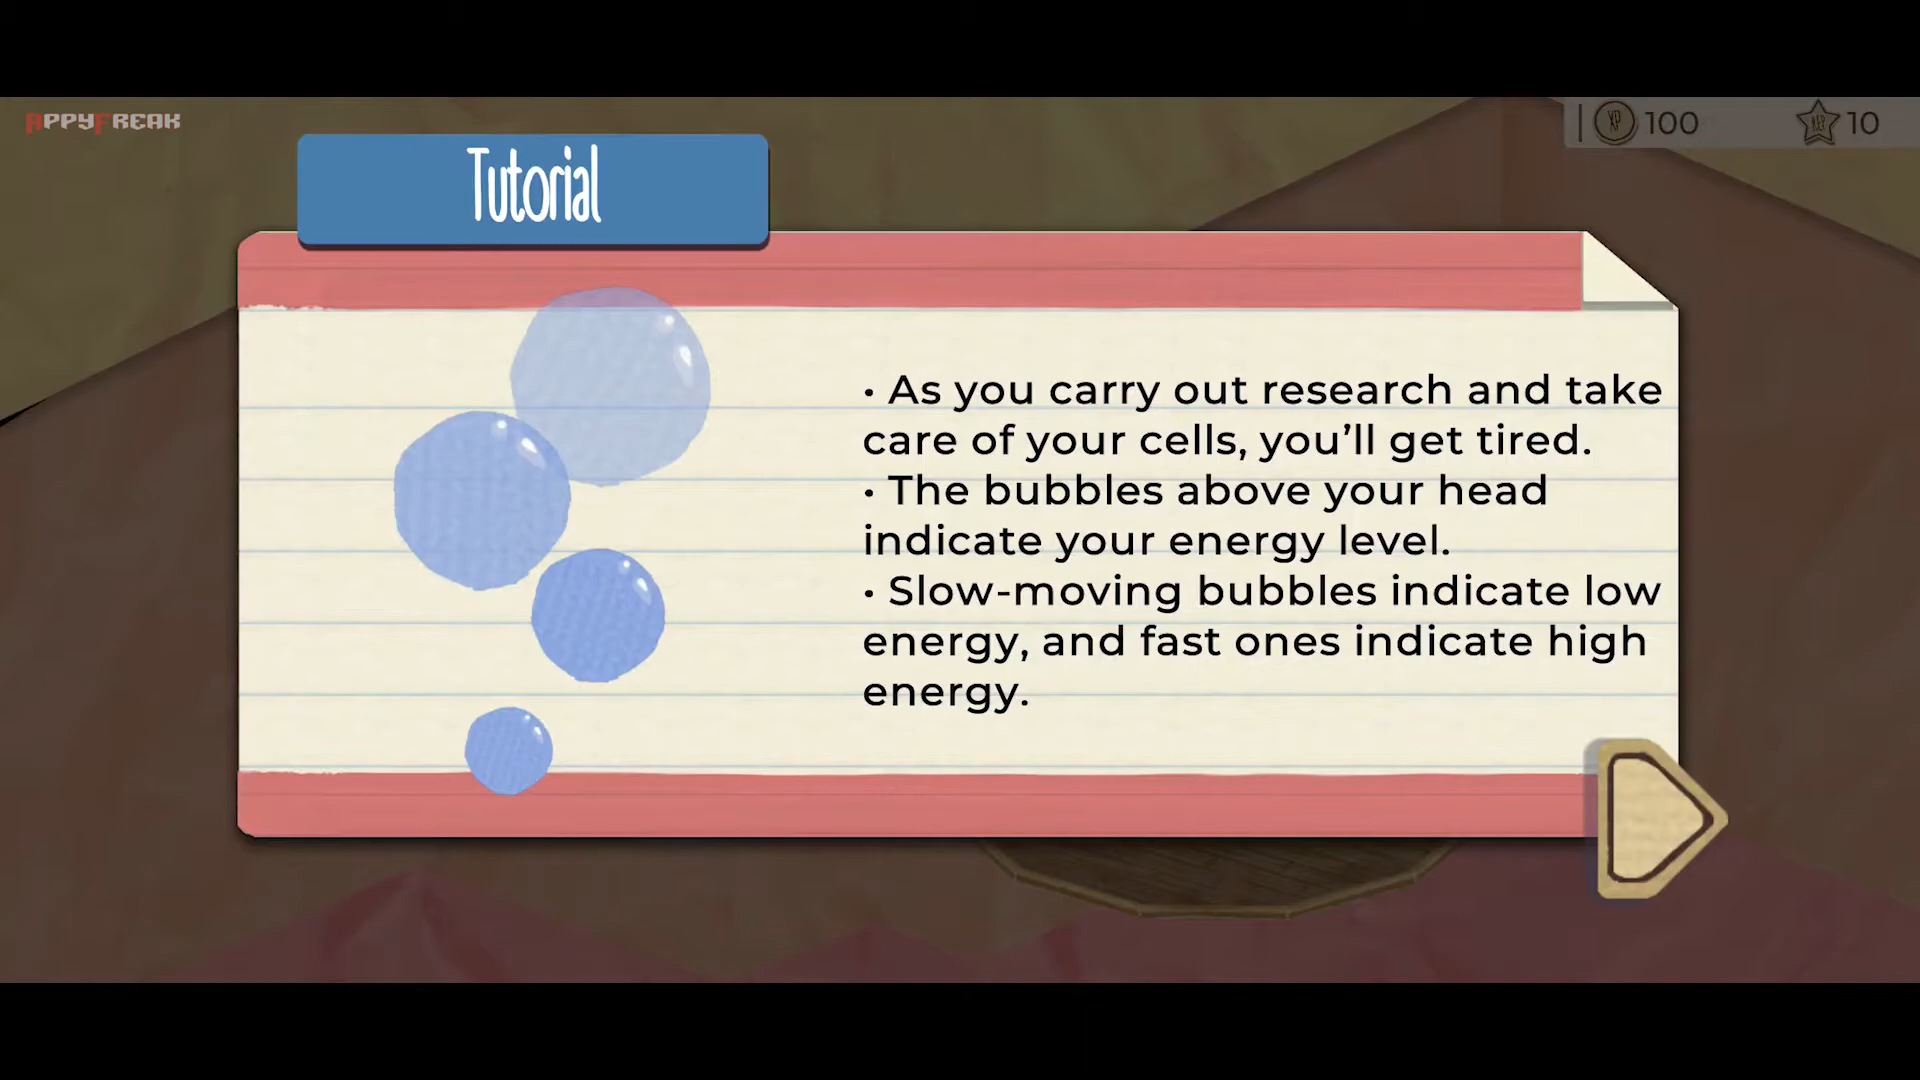 APPYFREAK
XP 100
REP 10
Tutorial
• As you carry out research and take
care of your cells, you’ll get tired.
• The bubbles above your head
indicate your energy level.
• Slow-moving bubbles indicate low
energy, and fast ones indicate high
energy.